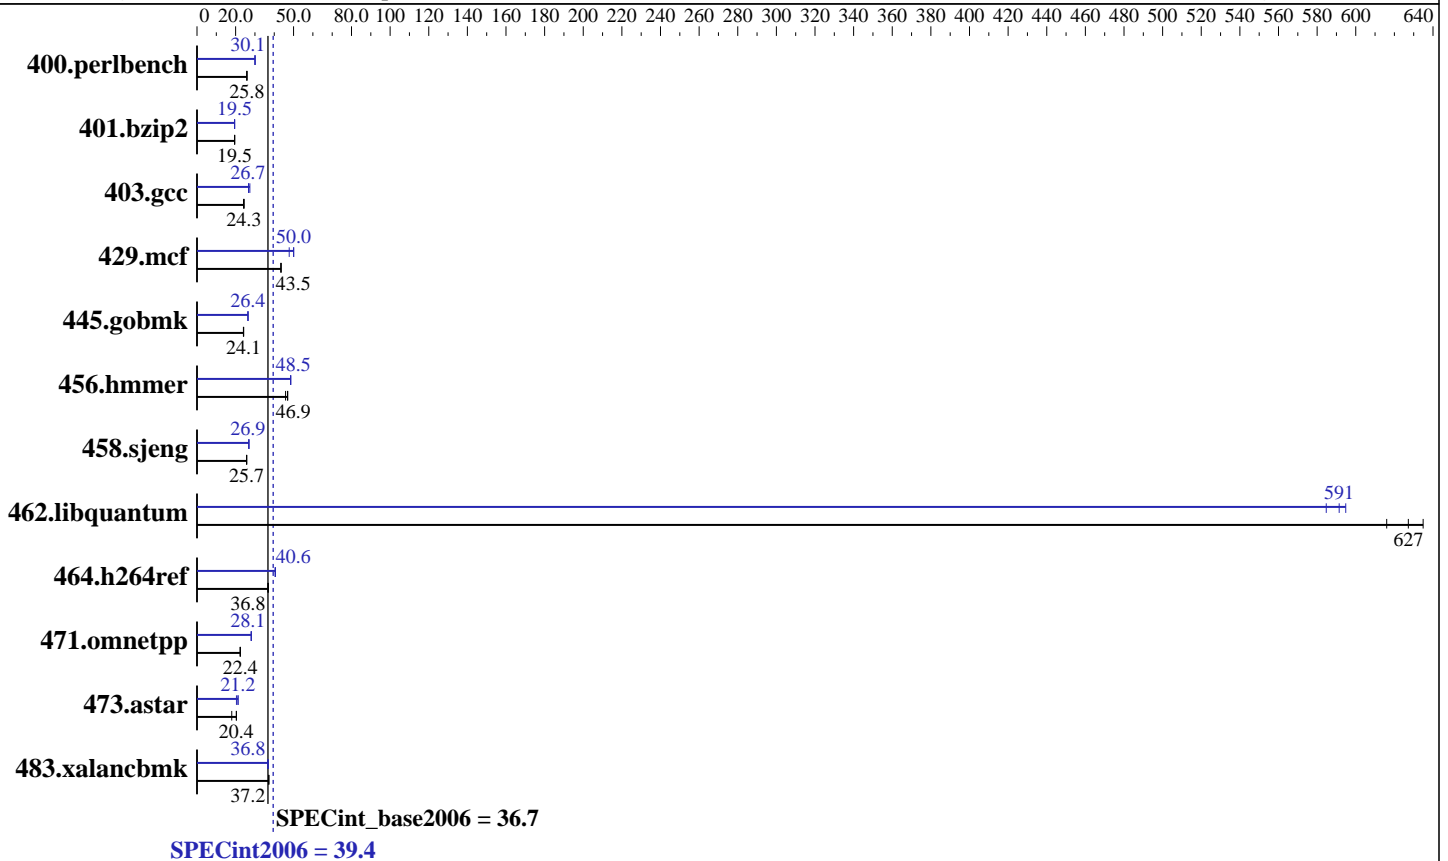 0 20.0 50.0 80.0 100 120 140 160 180 200 220 240 260 280 300 320 340 360 380 400 420 440 460 480 500 520 540 560 580 600 640
30.1
400.perlbench
25.8
19.5
401.bzip2
19.5
26.7
403.gcc
24.3
50.0
429.mcf
43.5
26.4
445.gobmk
24.1
48.5
456.hmmer
46.9
26.9
458.sjeng
25.7
591
462.libquantum
627
40.6
464.h264ref
36.8
28.1
471.omnetpp
22.4
21.2
473.astar
20.4
36.8
483.xalancbmk
37.2
SPECint_base2006 = 36.7
SPECint2006 = 39.4